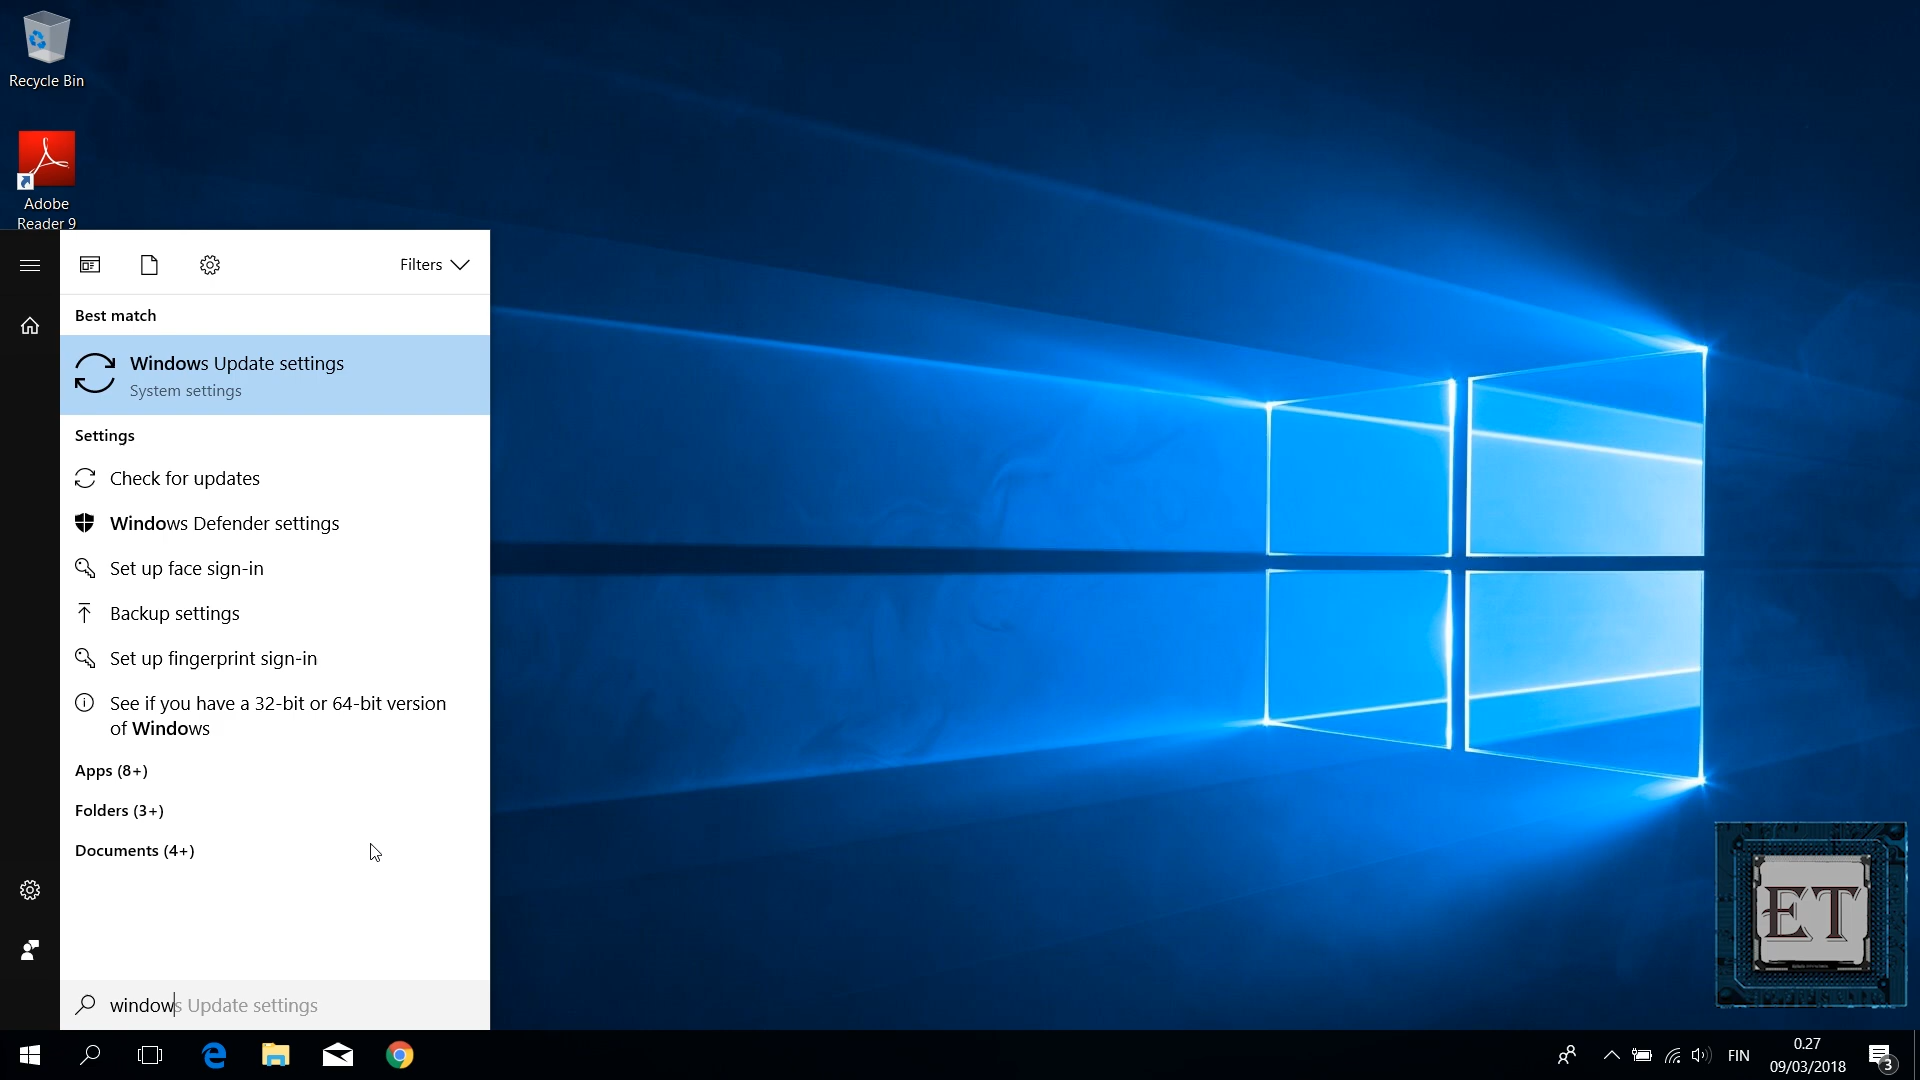 Recycle Bin
Adobe
Reader 9
Filters
Best match
Windows Update settings
System settings
Settings
Check for updates
Windows Defender settings
Set up face sign-in
Backup settings
Set up fingerprint sign-in
See if you have a 32-bit or 64-bit version
of Windows
Apps (8+)
Folders (3+)
Documents (4+)
windows Update settings
ET
FIN
0.27
09/03/2018
3